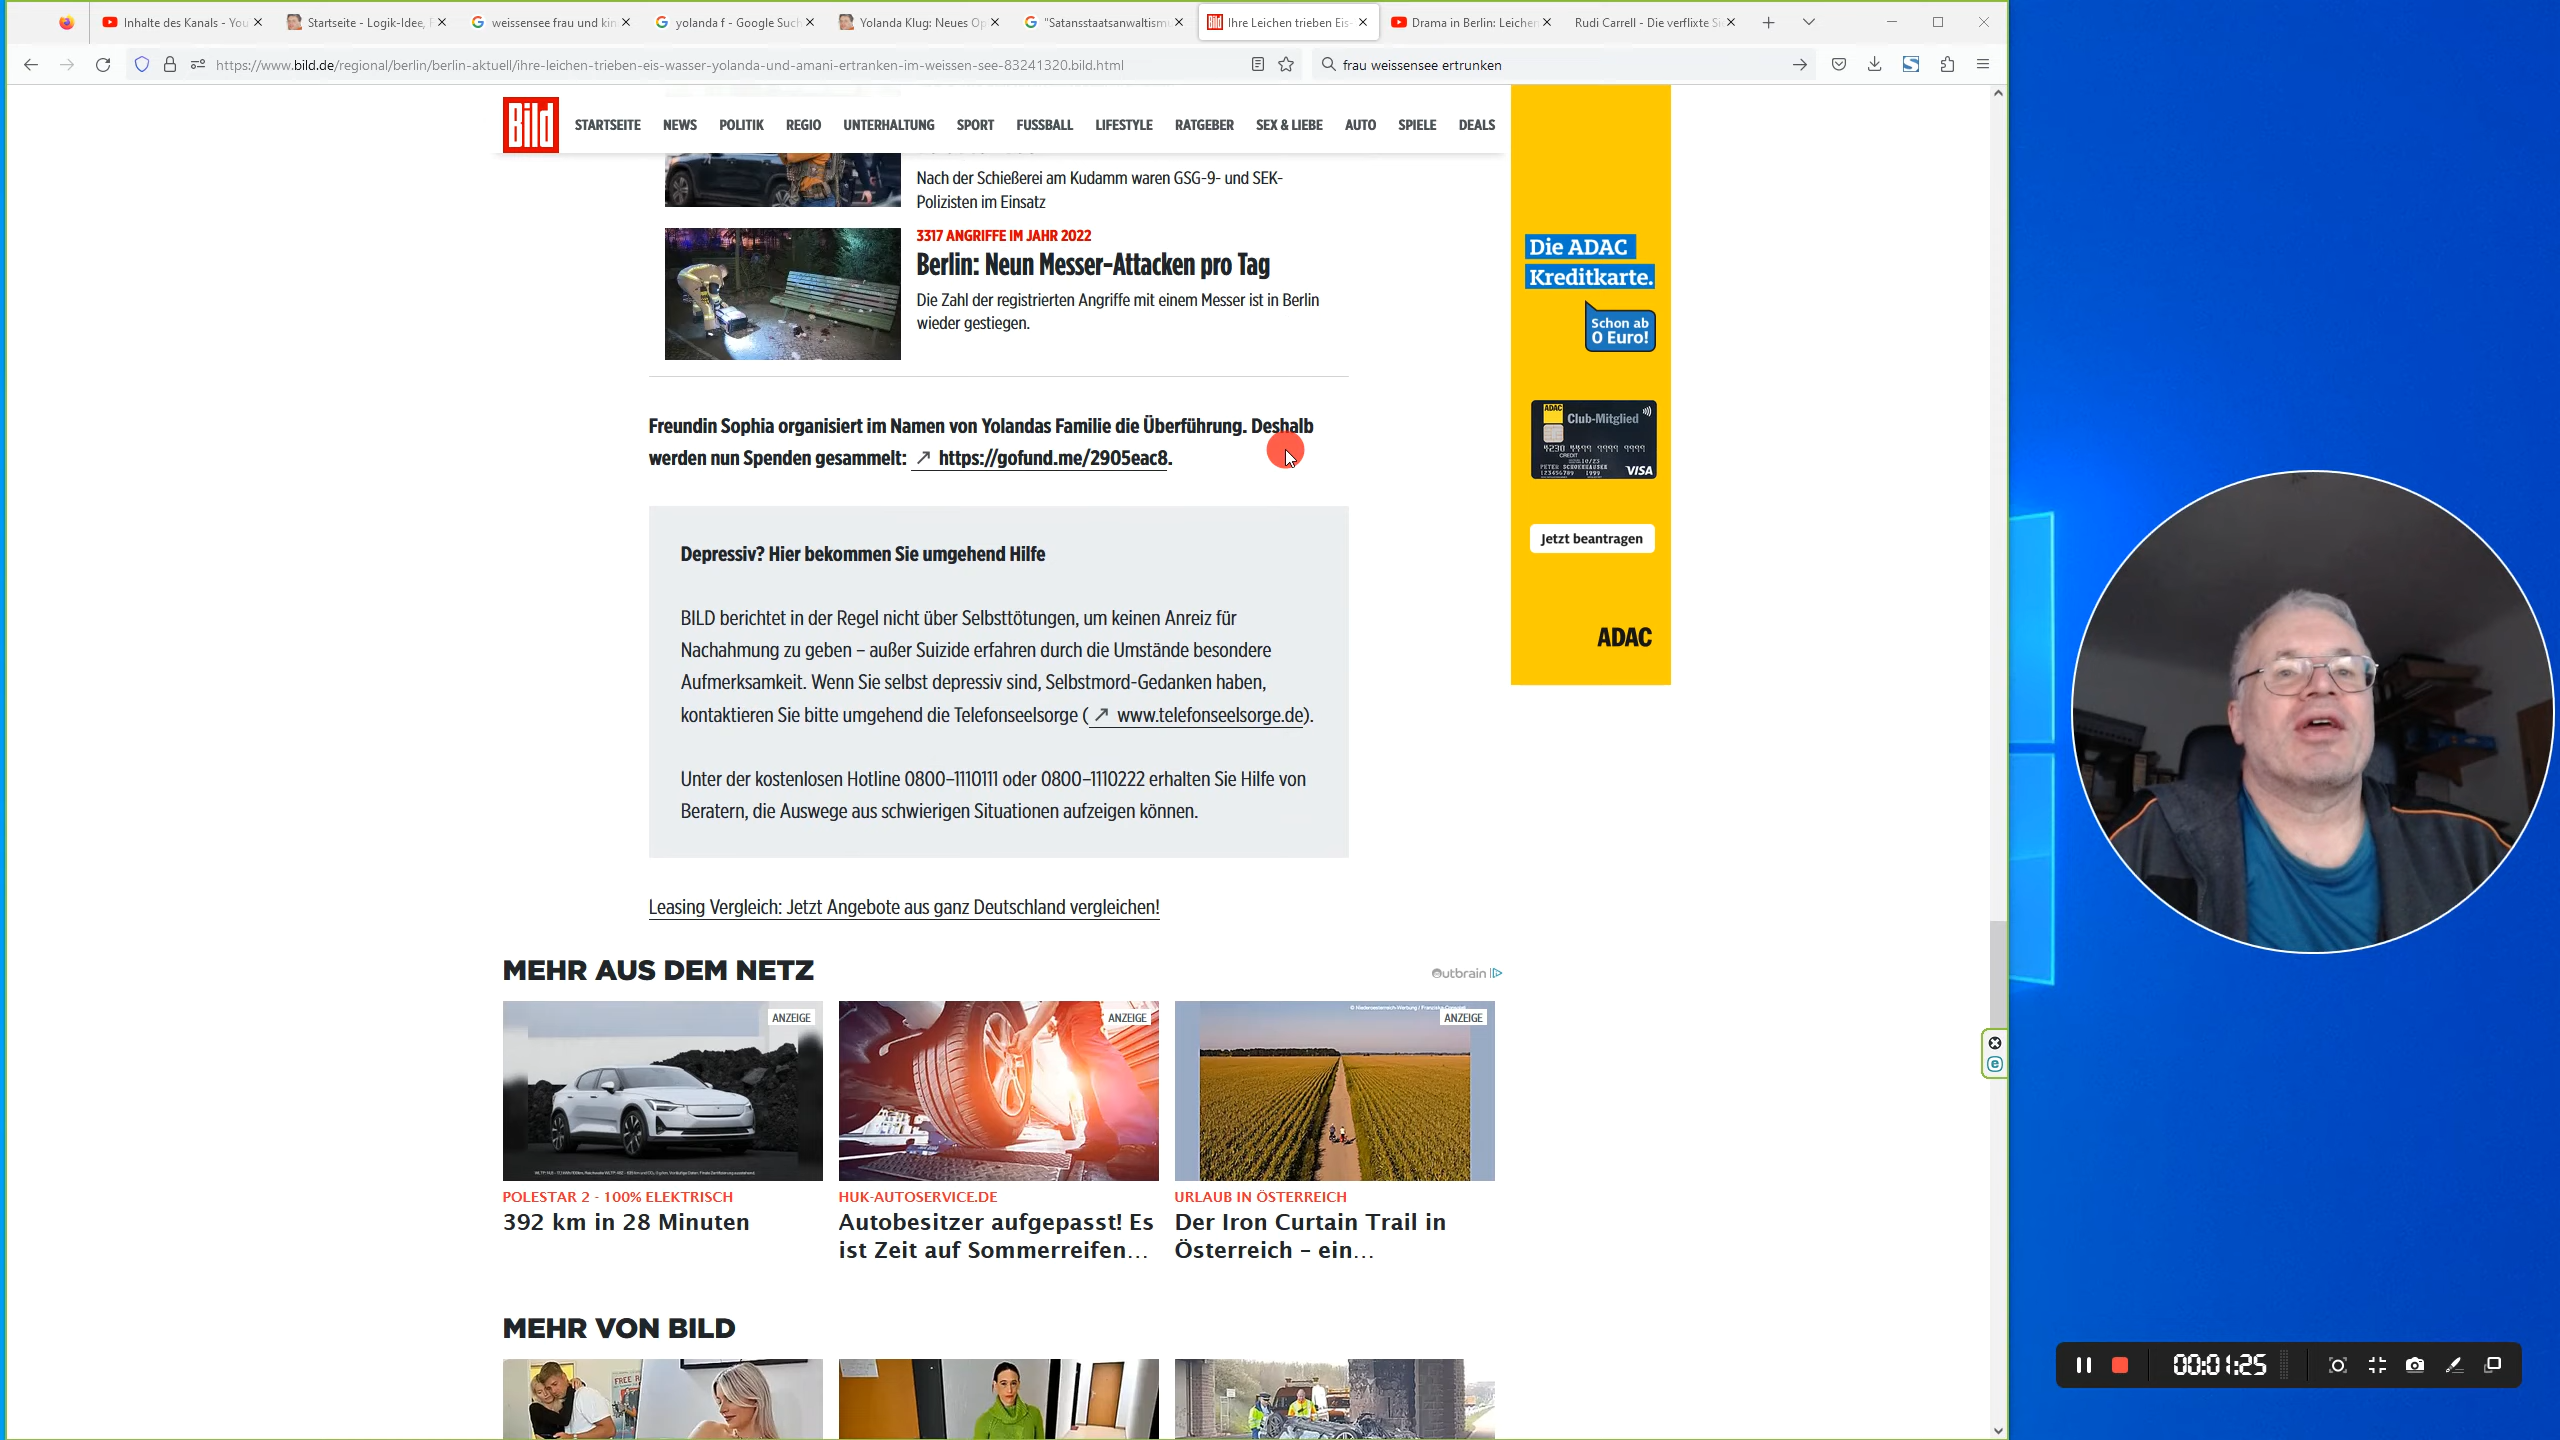 Inhalte des Kanals - You
Startseite - Logik-Idee, 
weissensee frau und kin
yolanda f - Google Such
Yolanda Klug: Neues Op
"Satansstaatsanwaltism
Ihre Leichen trieben Eis-
Drama in Berlin: Leichen
Rudi Carrell - Die verflixte S
https://www.bild.de/regional/berlin/berlin-aktuell/ihre-leichen-trieben-eis-wasser-yolanda-und-amani-ertranken-im-weissen-see-83241320.bild.html
frau weissensee ertrunken
Bild
STARTSEITE NEWS POLITIK REGIO UNTERHALTUNG SPORT FUSSBALL LIFESTYLE RATGEBER SEX & LIEBE AUTO SPIELE DEALS
Nach der Schießerei am Kudamm waren GSG-9- und SEK-
Polizisten im Einsatz
3317 ANGRIFFE IM JAHR 2022
Berlin: Neun Messer-Attacken pro Tag
Die Zahl der registrierten Angriffe mit einem Messer ist in Berlin
wieder gestiegen.
Freundin Sophia organisiert im Namen von Yolandas Familie die Überführung. Deshalb
werden nun Spenden gesammelt: https://gofund.me/2905eac8.
Depressiv? Hier bekommen Sie umgehend Hilfe
BILD berichtet in der Regel nicht über Selbsttötungen, um keinen Anreiz für
Nachahmung zu geben – außer Suizide erfahren durch die Umstände besondere
Aufmerksamkeit. Wenn Sie selbst depressiv sind, Selbstmord-Gedanken haben,
kontaktieren Sie bitte umgehend die Telefonseelsorge ( www.telefonseelsorge.de).
Unter der kostenlosen Hotline 0800–1110111 oder 0800–1110222 erhalten Sie Hilfe von
Beratern, die Auswege aus schwierigen Situationen aufzeigen können.
Leasing Vergleich: Jetzt Angebote aus ganz Deutschland vergleichen!
Die ADAC
Kreditkarte.
Schon ab
0 Euro!
ADAC
Club-Mitglied
VISA
Jetzt beantragen
ADAC
MEHR AUS DEM NETZ
Outbrain
ANZEIGE
ANZEIGE
ANZEIGE
POLESTAR 2 - 100% ELEKTRISCH
392 km in 28 Minuten
HUK-AUTOSERVICE.DE
Autobesitzer aufgepasst! Es
ist Zeit auf Sommerreifen...
URLAUB IN ÖSTERREICH
Der Iron Curtain Trail in
Österreich – ein...
MEHR VON BILD
00:01:25